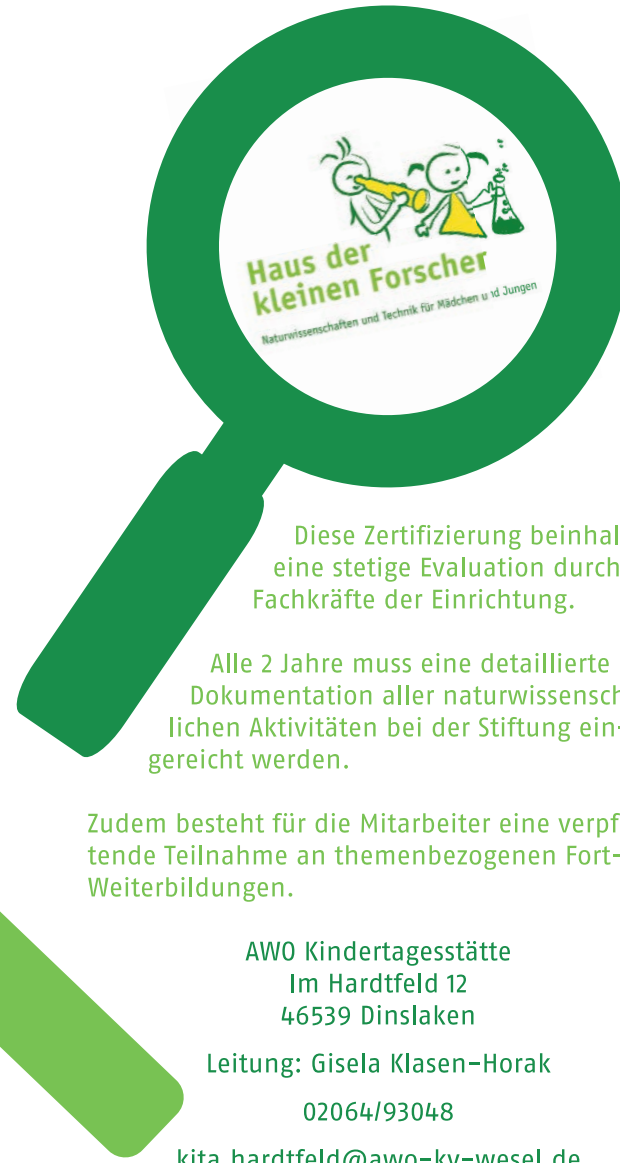 Haus der
kleinen Forscher
Naturwissenschaften und Technik für Mädchen und Jungen
Diese Zertifizierung beinhal
eine stetige Evaluation durch
Fachkräfte der Einrichtung.
Alle 2 Jahre muss eine detaillierte
Dokumentation aller naturwissensch
lichen Aktivitäten bei der Stiftung ein-
gereicht werden.
Zudem besteht für die Mitarbeiter eine verpf
tende Teilnahme an themenbezogenen Fort-
Weiterbildungen.
AWO Kindertagesstätte
Im Hardtfeld 12
46539 Dinslaken
Leitung: Gisela Klasen-Horak
02064/93048
kita.hardtfeld@awo-kv-wesel.de